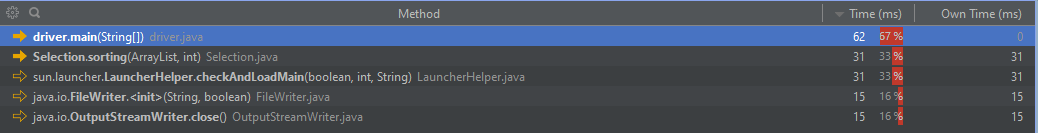 Method Time (ms) Own Time (ms)
driver.main(String[]) driver.java 62 67 % 0
Selection.sorting(ArrayList, int) Selection.java 31 33 % 31
sun.launcher.LauncherHelper.checkAndLoadMain(boolean, int, String) LauncherHelper.java 31 33 % 31
java.io.FileWriter.<init>(String, boolean) FileWriter.java 15 16 % 15
java.io.OutputStreamWriter.close() OutputStreamWriter.java 15 16 % 15